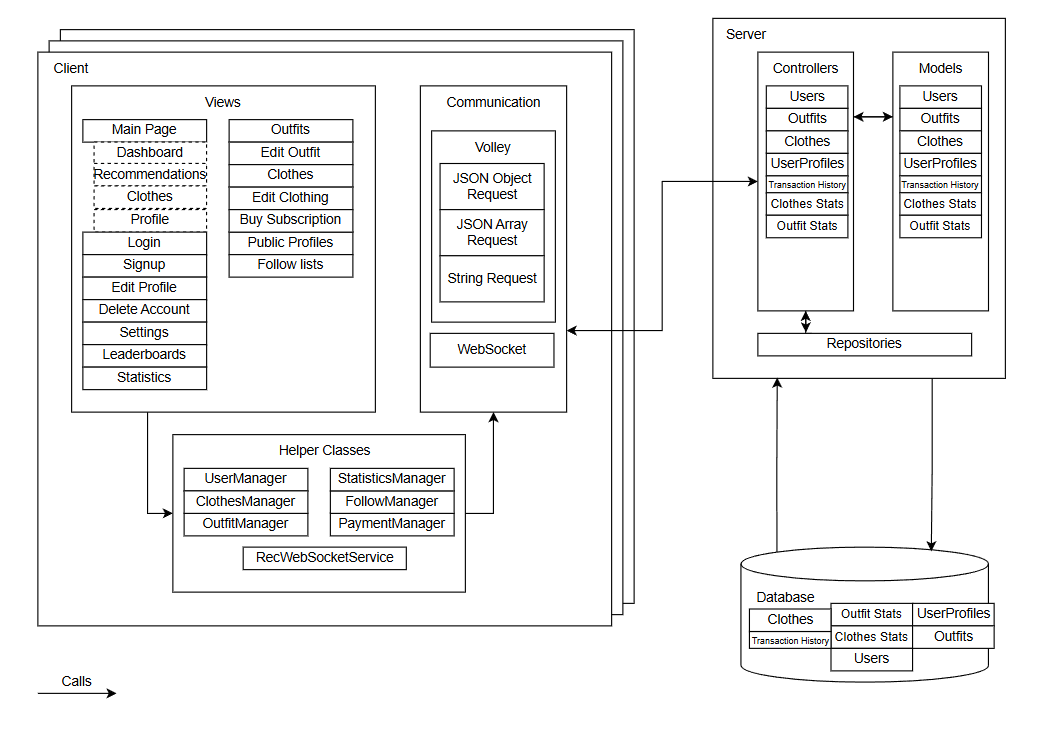 Client
Views
Main Page
Dashboard
Recommendations
Clothes
Profile
Login
Signup
Edit Profile
Delete Account
Settings
Leaderboards
Statistics
Outfits
Edit Outfit
Clothes
Edit Clothing
Buy Subscription
Public Profiles
Follow lists
Communication
Volley
JSON Object
Request
JSON Array
Request
String Request
WebSocket
Helper Classes
UserManager
ClothesManager
OutfitManager
StatisticsManager
FollowManager
PaymentManager
RecWebSocketService
Server
Controllers
Users
Outfits
Clothes
UserProfiles
Transaction History
Clothes Stats
Outfit Stats
Models
Users
Outfits
Clothes
UserProfiles
Transaction History
Clothes Stats
Outfit Stats
Repositories
Database
Clothes
Transaction History
Outfit Stats
Clothes Stats
Users
UserProfiles
Outfits
Calls